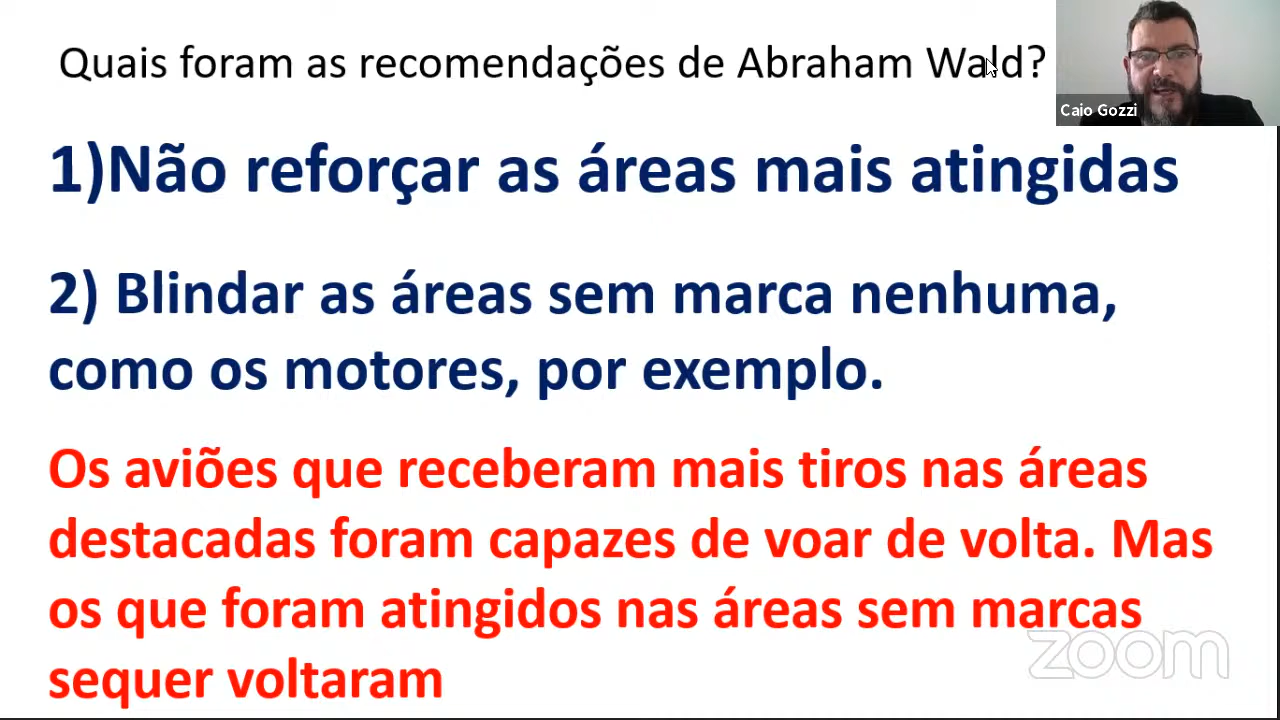 Quais foram as recomendações de Abraham Wald?
Caio Gozzi
1)Não reforçar as áreas mais atingidas
2) Blindar as áreas sem marca nenhuma,
como os motores, por exemplo.
Os aviões que receberam mais tiros nas áreas
destacadas foram capazes de voar de volta. Mas
os que foram atingidos nas áreas sem marcas
sequer voltaram
zoom